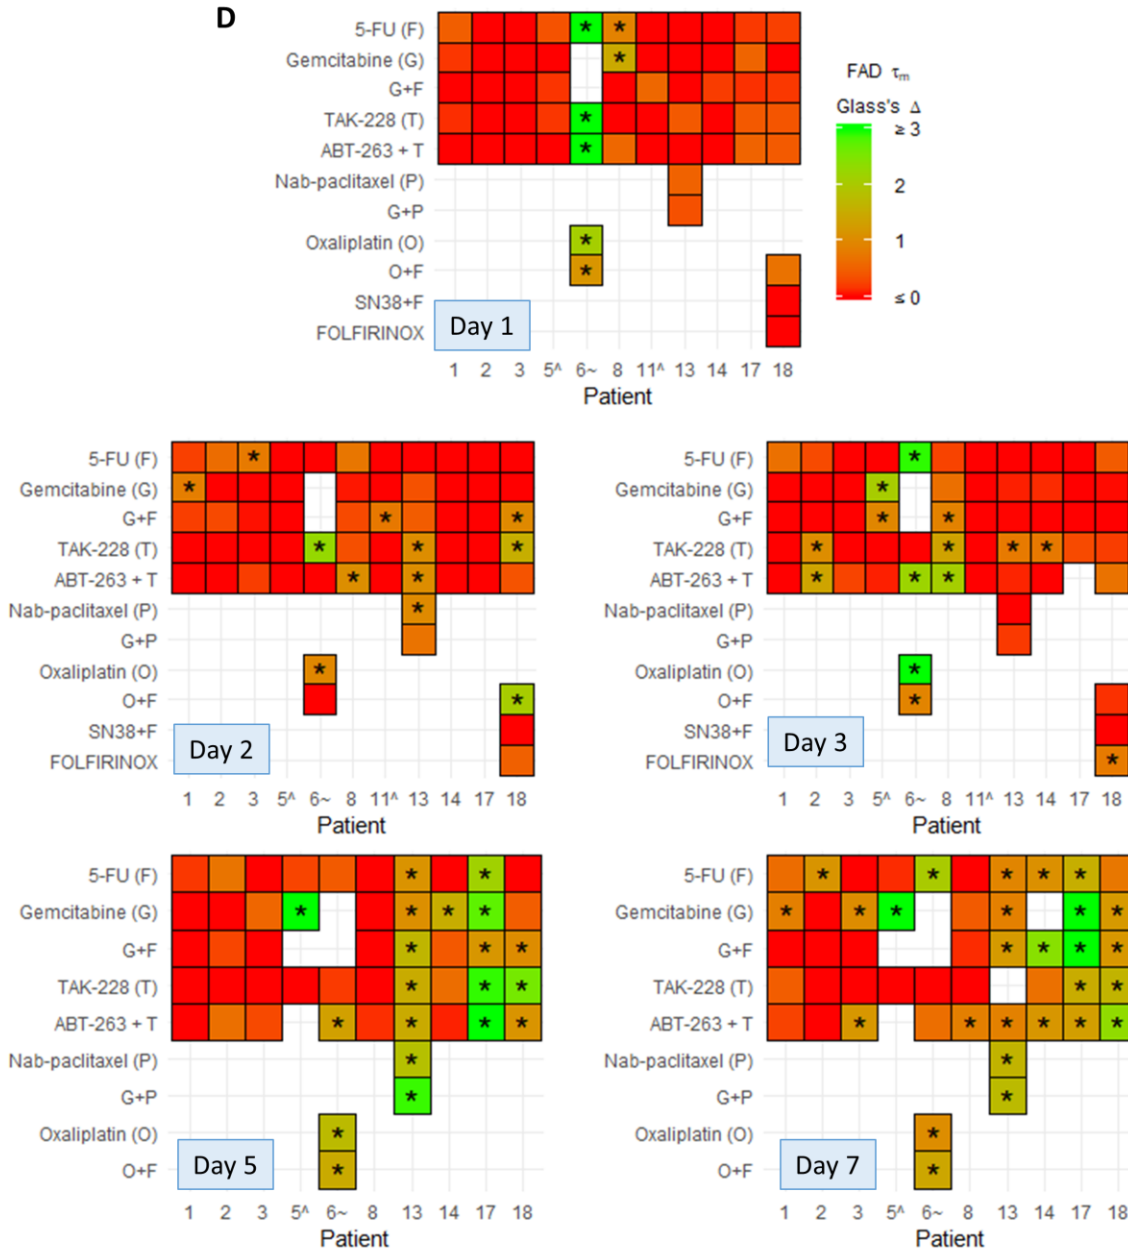 D
5-FU (F)
Gemcitabine (G)
G+F
TAK-228 (T)
ABT-263 + T
Nab-paclitaxel (P)
G+P
Oxaliplatin (O)
O+F
SN38+F
FOLFIRINOX
* *
*
*
*
*
*
Day 1
1 2 3 5^ 6~ 8 11^ 13 14 17 18
Patient
FAD τm
Glass's Δ
≥ 3
2
1
≤ 0
5-FU (F)
Gemcitabine (G)
G+F
TAK-228 (T)
ABT-263 + T
Nab-paclitaxel (P)
G+P
Oxaliplatin (O)
O+F
SN38+F
FOLFIRINOX
*
*
* *
* * *
* *
*
*
*
Day 2
1 2 3 5^ 6~ 8 11^ 13 14 17 18
Patient
5-FU (F)
Gemcitabine (G)
G+F
TAK-228 (T)
ABT-263 + T
Nab-paclitaxel (P)
G+P
Oxaliplatin (O)
O+F
SN38+F
FOLFIRINOX
*
*
* *
* * * *
* * *
*
*
*
Day 3
1 2 3 5^ 6~ 8 11^ 13 14 17 18
Patient
5-FU (F)
Gemcitabine (G)
G+F
TAK-228 (T)
ABT-263 + T
Nab-paclitaxel (P)
G+P
Oxaliplatin (O)
O+F
* *
* * * *
* * *
* * *
* * * *
*
*
*
*
Day 5
1 2 3 5^ 6~ 8 13 14 17 18
Patient
5-FU (F)
Gemcitabine (G)
G+F
TAK-228 (T)
ABT-263 + T
Nab-paclitaxel (P)
G+P
Oxaliplatin (O)
O+F
* * * * *
* * * * * *
* * * *
* *
* * * * * *
*
*
*
*
Day 7
1 2 3 5^ 6~ 8 13 14 17 18
Patient